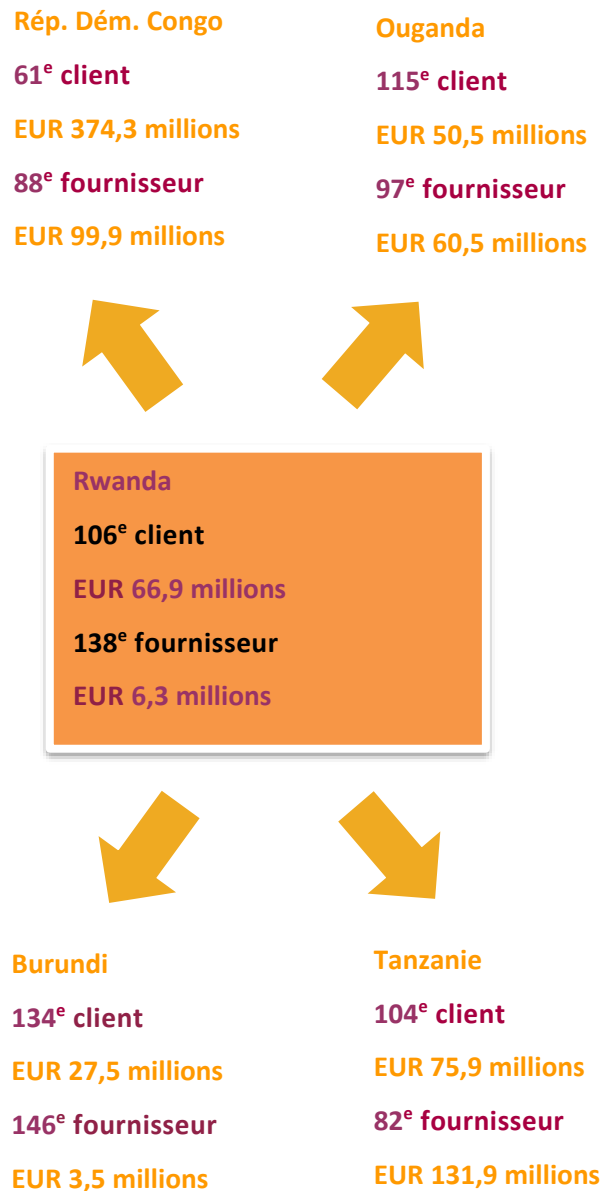 Rép. Dém. Congo
61e client
EUR 374,3 millions
88e fournisseur
EUR 99,9 millions
Ouganda
115e client
EUR 50,5 millions
97e fournisseur
EUR 60,5 millions
Rwanda
106e client
EUR 66,9 millions
138e fournisseur
EUR 6,3 millions
Burundi
134e client
EUR 27,5 millions
146e fournisseur
EUR 3,5 millions
Tanzanie
104e client
EUR 75,9 millions
82e fournisseur
EUR 131,9 millions